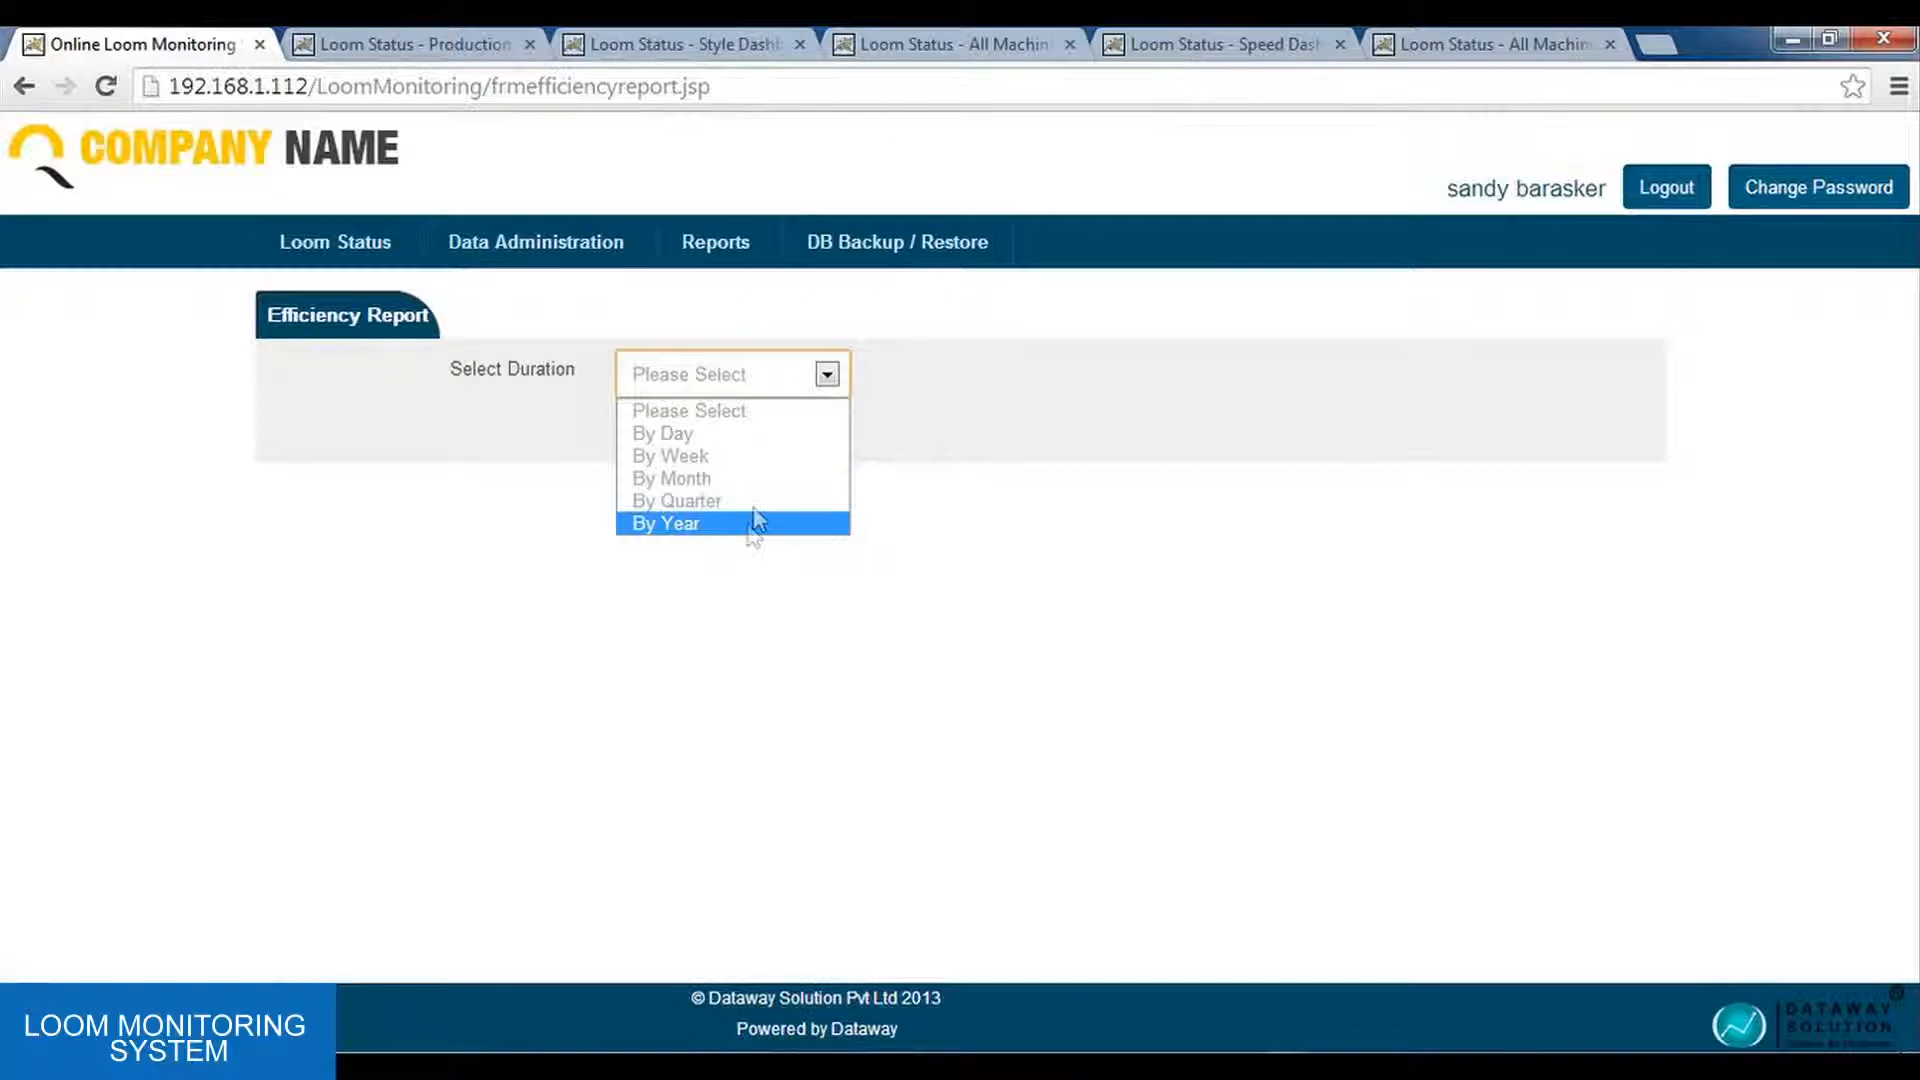 Online Loom Monitoring
Loom Status - Production
Loom Status - Style Dashb
Loom Status - All Machin
Loom Status - Speed Dash
Loom Status - All Machin
192.168.1.112/LoomMonitoring/frmefficiencyreport.jsp
COMPANY NAME
sandy barasker
Logout
Change Password
Loom Status
Data Administration
Reports
DB Backup / Restore
Efficiency Report
Select Duration
Please Select
Please Select
By Day
By Week
By Month
By Quarter
By Year
© Dataway Solution Pvt Ltd 2013
Powered by Dataway
DATAWAY
SOLUTION
LOOM MONITORING
SYSTEM